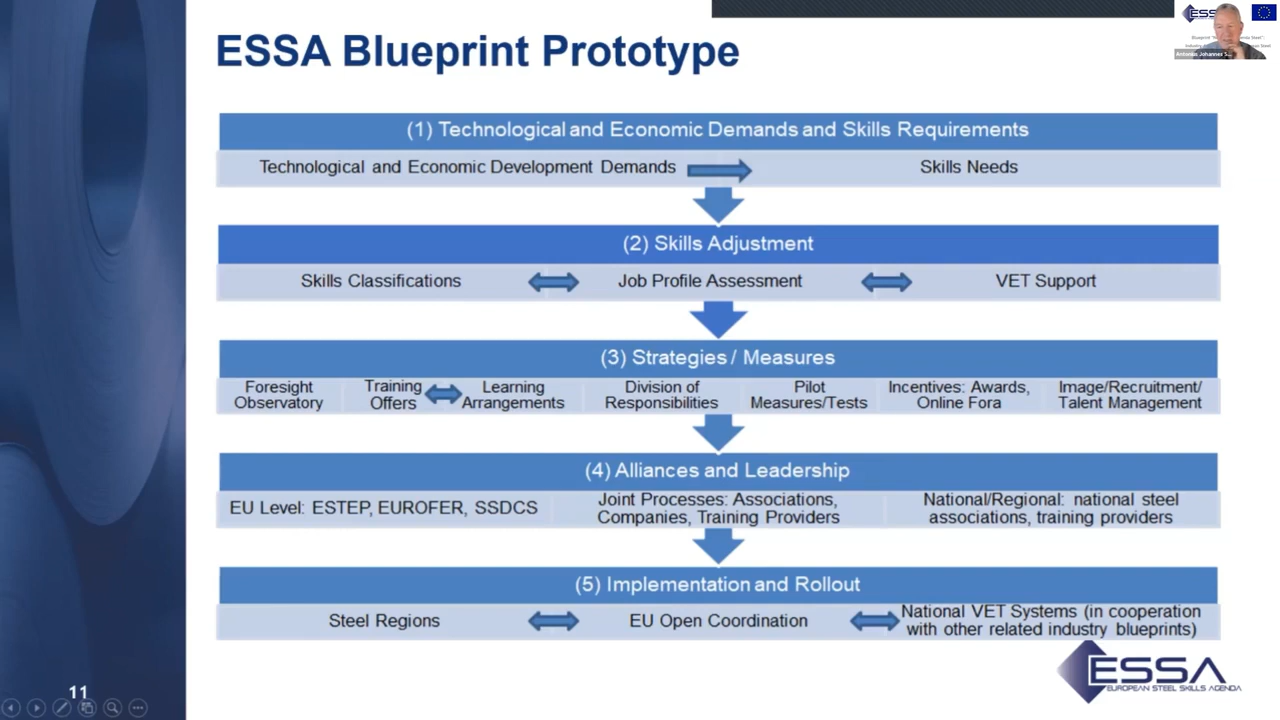 ESSA Blueprint Prototype
(1) Technological and Economic Demands and Skills Requirements
Technological and Economic Development Demands
Skills Needs
(2) Skills Adjustment
Skills Classifications
Job Profile Assessment
VET Support
(3) Strategies / Measures
Foresight
Observatory
Training
Offers
Learning
Arrangements
Division of
Responsibilities
Pilot
Measures/Tests
Incentives: Awards,
Online Fora
Image/Recruitment/
Talent Management
(4) Alliances and Leadership
EU Level: ESTEP, EUROFER, SSDCS
Joint Processes: Associations,
Companies, Training Providers
National/Regional: national steel
associations, training providers
(5) Implementation and Rollout
Steel Regions
EU Open Coordination
National VET Systems (in cooperation
with other related industry blueprints)
11
ESSA
EUROPEAN STEEL SKILLS AGENDA
Antonius Johannes S...